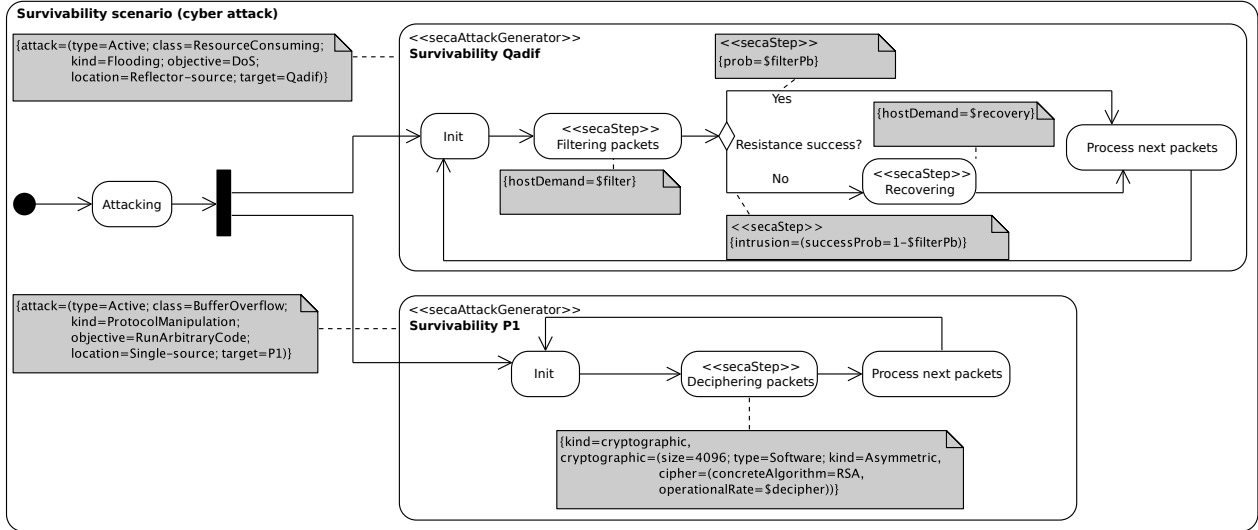 Survivability scenario (cyber attack)
{attack=(type=Active; class=ResourceConsuming;
kind=Flooding; objective=DoS;
location=Reflector-source; target=Qadif)}
<<secaAttackGenerator>>
Survivability Qadif
<<secaStep>>
{prob=$filterPb}
Yes
{hostDemand=$recovery}
Init
<<secaStep>>
Filtering packets
Resistance success?
Process next packets
{hostDemand=$filter}
No
<<secaStep>>
Recovering
Attacking
<<secaStep>>
{intrusion=(successProb=1-$filterPb)}
{attack=(type=Active; class=BufferOverflow;
kind=ProtocolManipulation;
objective=RunArbitraryCode;
location=Single-source; target=P1)}
<<secaAttackGenerator>>
Survivability P1
Init
<<secaStep>>
Deciphering packets
Process next packets
{kind=cryptographic,
cryptographic=(size=4096; type=Software; kind=Asymmetric,
cipher=(concreteAlgorithm=RSA,
operationalRate=$decipher))}